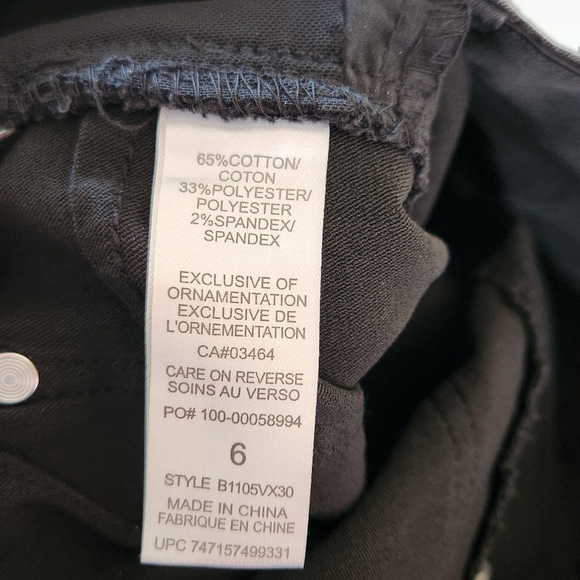 65%COTTON/
COTON
33%POLYESTER/
POLYESTER
2%SPANDEX/
SPANDEX
EXCLUSIVE OF
ORNAMENTATION
EXCLUSIVE DE
L'ORNEMENTATION
CA#03464
CARE ON REVERSE
SOINS AU VERSO
PO# 100-00058994
6
STYLE B1105VX30
MADE IN CHINA
FABRIQUE EN CHINE
UPC 747157499331